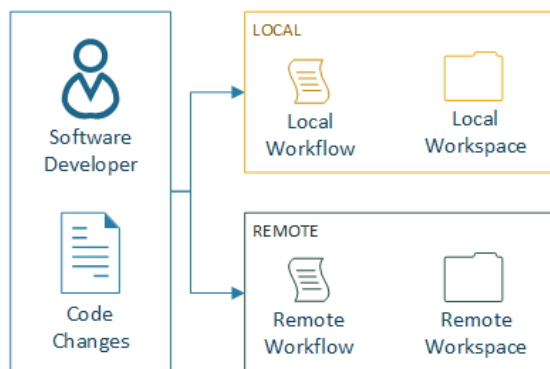 Software
Developer
Code
Changes
LOCAL
Local
Workflow
Local
Workspace
REMOTE
Remote
Workflow
Remote
Workspace